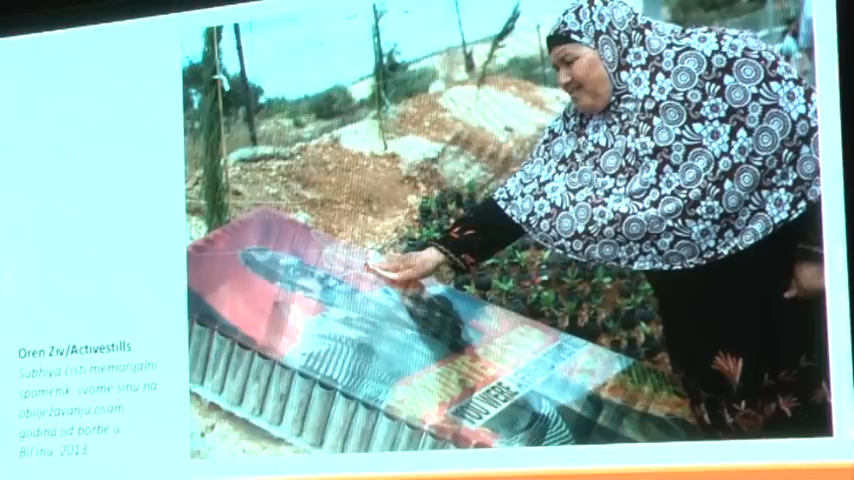 Oren Ziv/Activestills,
Subhiya čisti memorijalni
spomenik svome sinu na
obilježavanju osam
godina od borbe u
Bil'inu, 2013.
YOU WERE